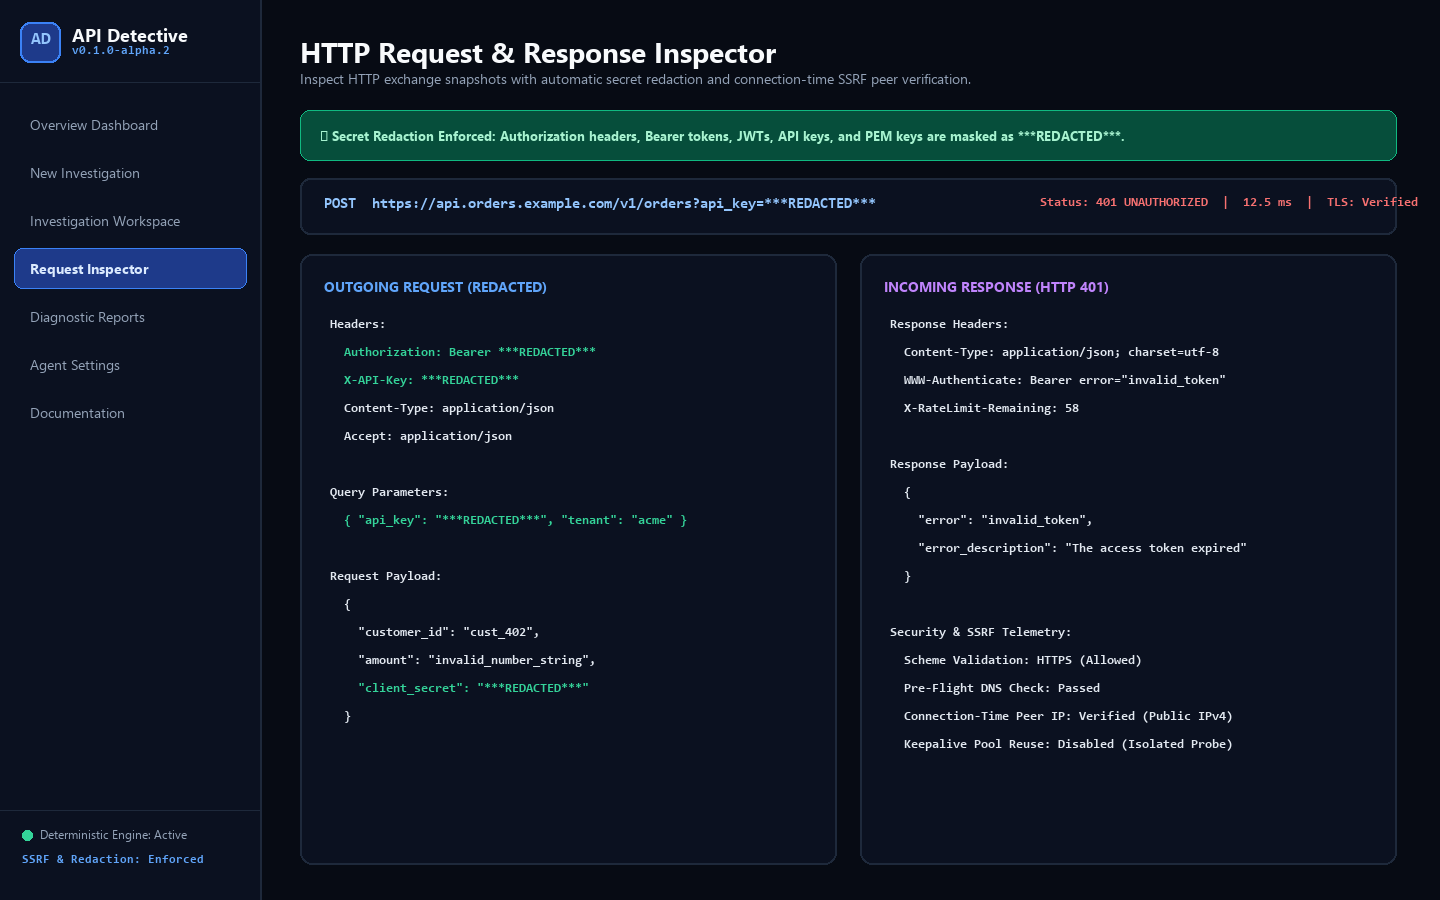 AD
API Detective
v0.1.0-alpha.2
Overview Dashboard
New Investigation
Investigation Workspace
Request Inspector
Diagnostic Reports
Agent Settings
Documentation
Deterministic Engine: Active
SSRF & Redaction: Enforced
HTTP Request & Response Inspector
Inspect HTTP exchange snapshots with automatic secret redaction and connection-time SSRF peer verification.
Secret Redaction Enforced: Authorization headers, Bearer tokens, JWTs, API keys, and PEM keys are masked as ***REDACTED***.
POST  https://api.orders.example.com/v1/orders?api_key=***REDACTED***
Status: 401 UNAUTHORIZED  |  12.5 ms  |  TLS: Verified
OUTGOING REQUEST (REDACTED)
Headers:
Authorization: Bearer ***REDACTED***
X-API-Key: ***REDACTED***
Content-Type: application/json
Accept: application/json
Query Parameters:
{ "api_key": "***REDACTED***", "tenant": "acme" }
Request Payload:
{
"customer_id": "cust_402",
"amount": "invalid_number_string",
"client_secret": "***REDACTED***"
}
INCOMING RESPONSE (HTTP 401)
Response Headers:
Content-Type: application/json; charset=utf-8
WWW-Authenticate: Bearer error="invalid_token"
X-RateLimit-Remaining: 58
Response Payload:
{
"error": "invalid_token",
"error_description": "The access token expired"
}
Security & SSRF Telemetry:
Scheme Validation: HTTPS (Allowed)
Pre-Flight DNS Check: Passed
Connection-Time Peer IP: Verified (Public IPv4)
Keepalive Pool Reuse: Disabled (Isolated Probe)